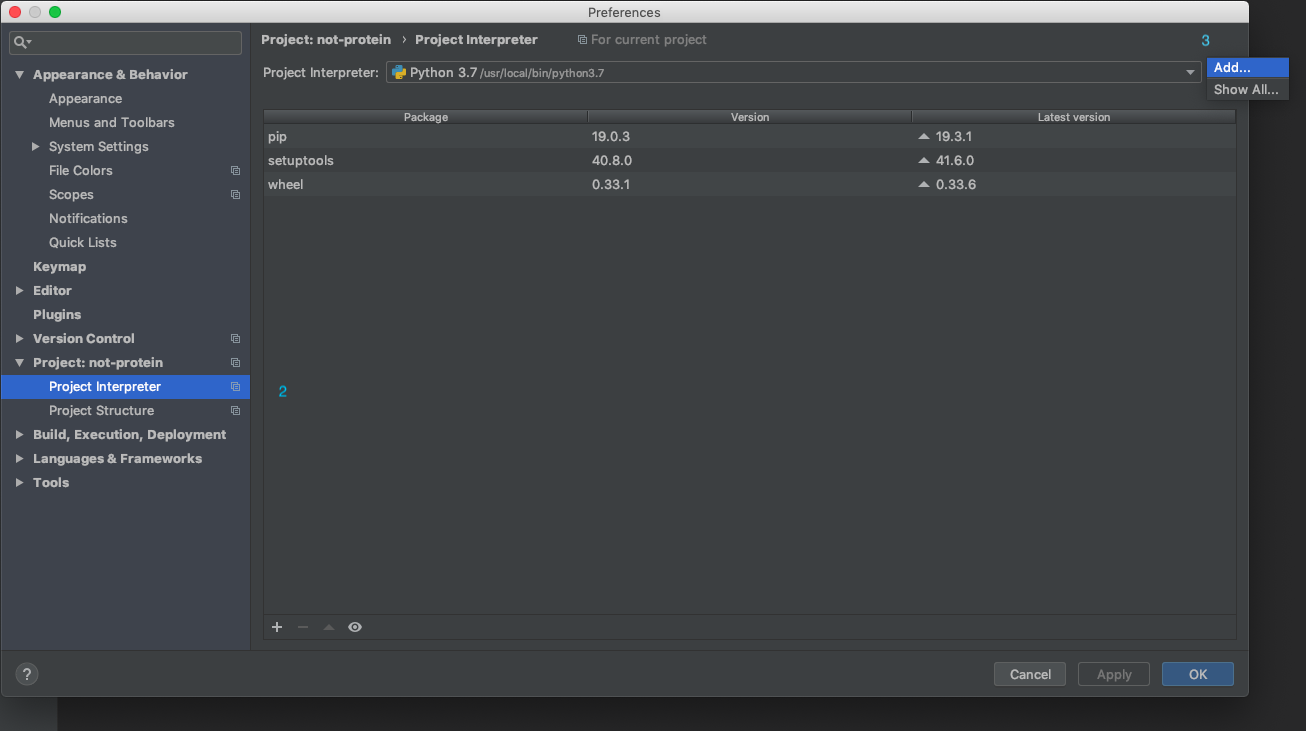 Preferences
Project: not-protein › Project Interpreter For current project
3
Project Interpreter: Python 3.7 /usr/local/bin/python3.7
Add...
Show All...
Appearance & Behavior
Appearance
Menus and Toolbars
System Settings
File Colors
Scopes
Notifications
Quick Lists
Keymap
Editor
Plugins
Version Control
Project: not-protein
Project Interpreter
Project Structure
Build, Execution, Deployment
Languages & Frameworks
Tools
Package Version Latest version
pip 19.0.3 19.3.1
setuptools 40.8.0 41.6.0
wheel 0.33.1 0.33.6
2
?
Cancel Apply OK